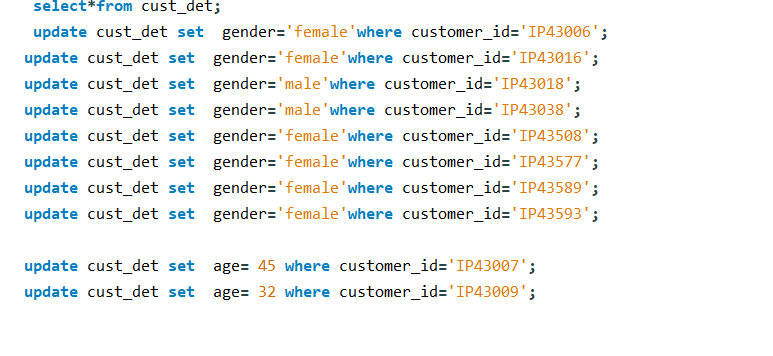 select*from cust_det;
update cust_det set  gender='female'where customer_id='IP43006';
update cust_det set  gender='female'where customer_id='IP43016';
update cust_det set  gender='male'where customer_id='IP43018';
update cust_det set  gender='male'where customer_id='IP43038';
update cust_det set  gender='female'where customer_id='IP43508';
update cust_det set  gender='female'where customer_id='IP43577';
update cust_det set  gender='female'where customer_id='IP43589';
update cust_det set  gender='female'where customer_id='IP43593';
update cust_det set  age= 45 where customer_id='IP43007';
update cust_det set  age= 32 where customer_id='IP43009';